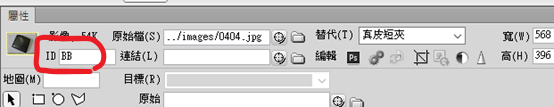 屬性
影像, 54K 原始檔(S) ../images/0404.jpg 替代(T) 真皮短夾 寬(W) 568
ID BB 連結(L) 編輯 Ps 高(H) 396
地圖(M) 目標(R)
原始